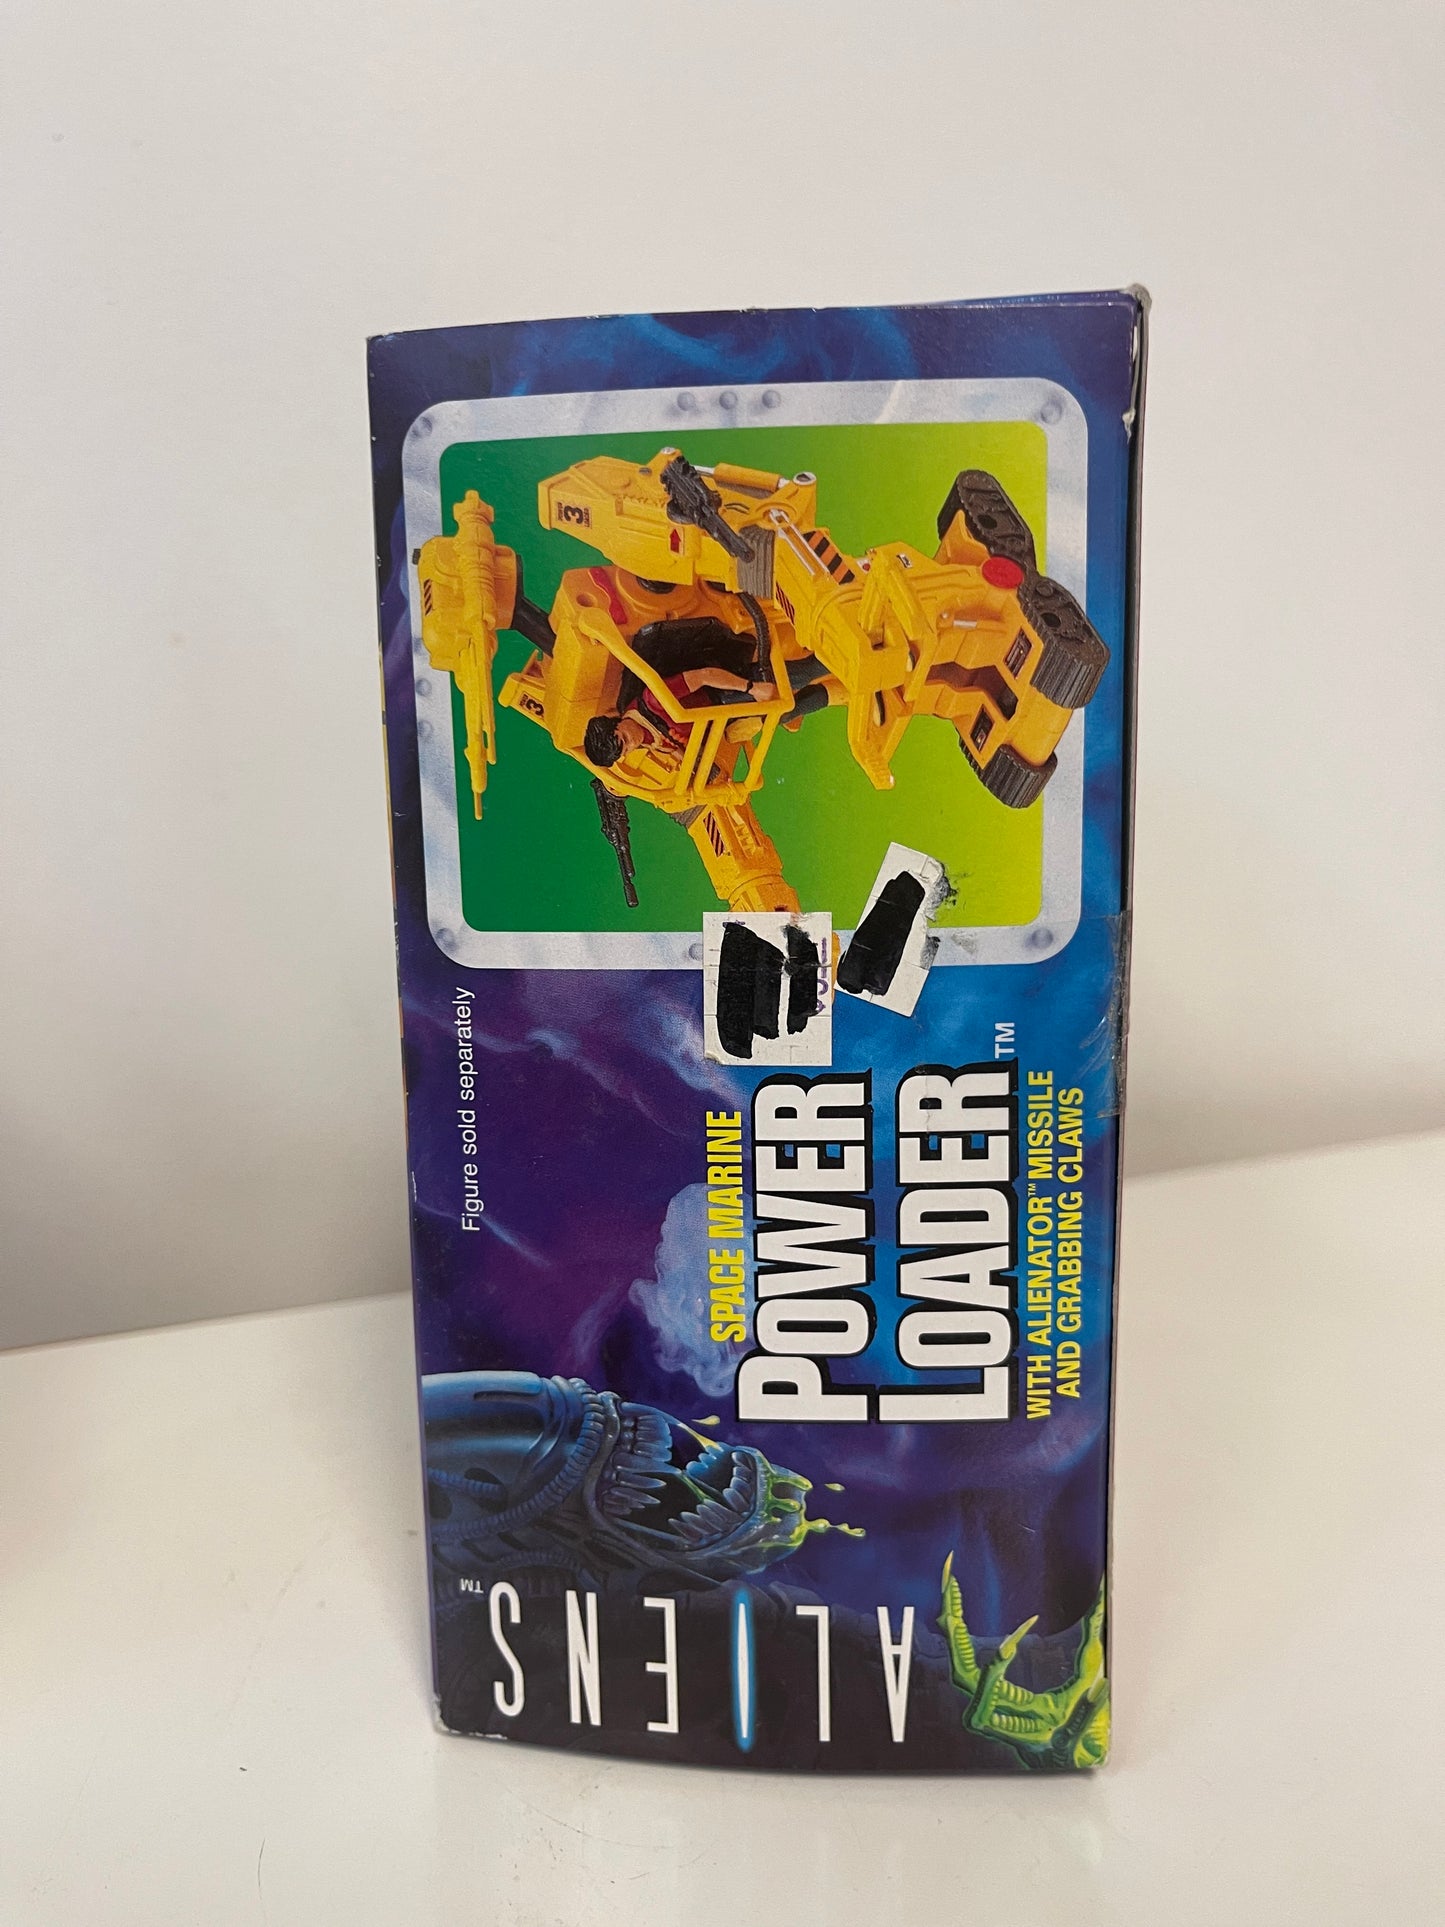 ALIENS™
SPACE MARINE
POWER
LOADER™
WITH ALIENATOR™ MISSILE
AND GRABBING CLAWS
Figure sold separately
3
3